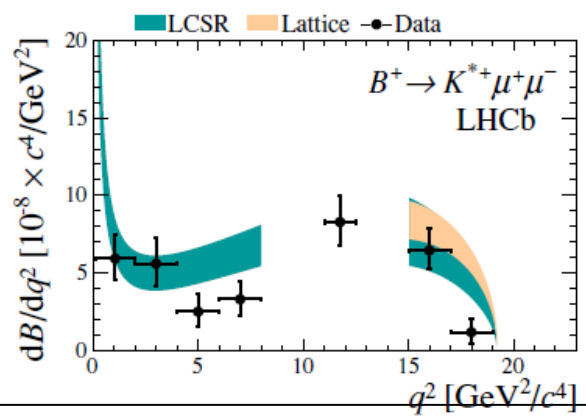 LCSR Lattice Data
20
B⁺ → K*⁺μ⁺μ⁻
LHCb
15
10
5
0
dB/dq² [10⁻⁸ × c⁴/GeV²]
0 5 10 15 20
q² [GeV²/c⁴]